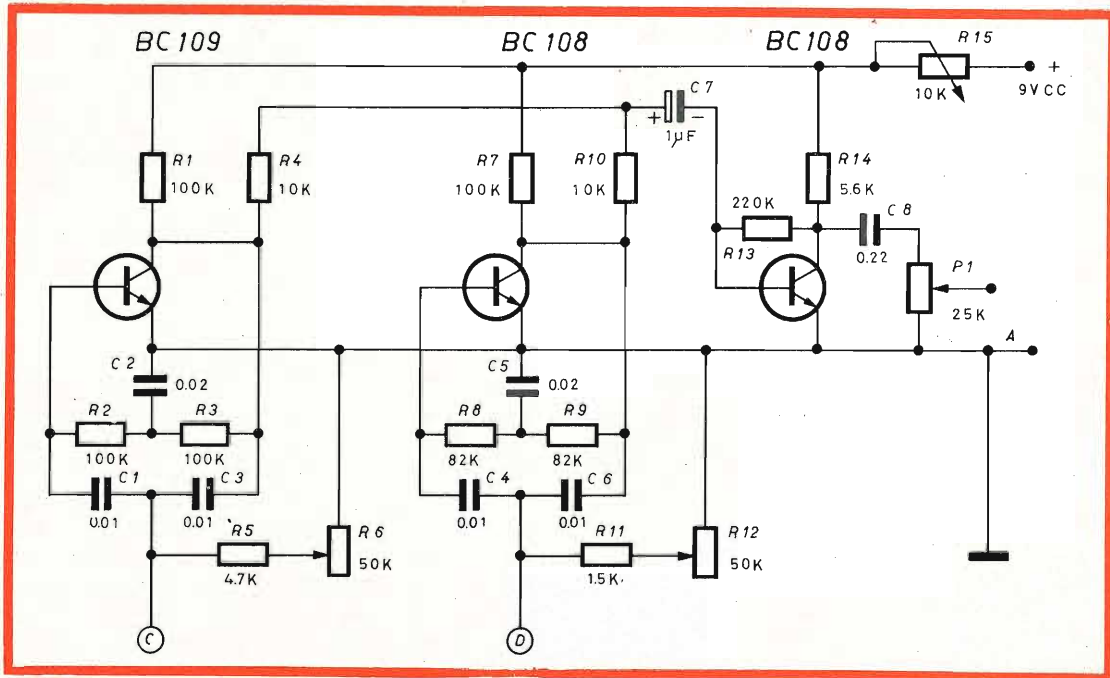 BC109
BC108
BC108
R15
10K
+
9VCC
C7
+
-
1µF
R1
100K
R4
10K
R7
100K
R10
10K
R14
5.6K
220K
R13
C8
0.22
P1
25K
A
C2
0.02
C5
0.02
R2
100K
R3
100K
R8
82K
R9
82K
C1
0.01
C3
0.01
C4
0.01
C6
0.01
R5
4.7K
R6
50K
R11
1.5K
R12
50K
C
D